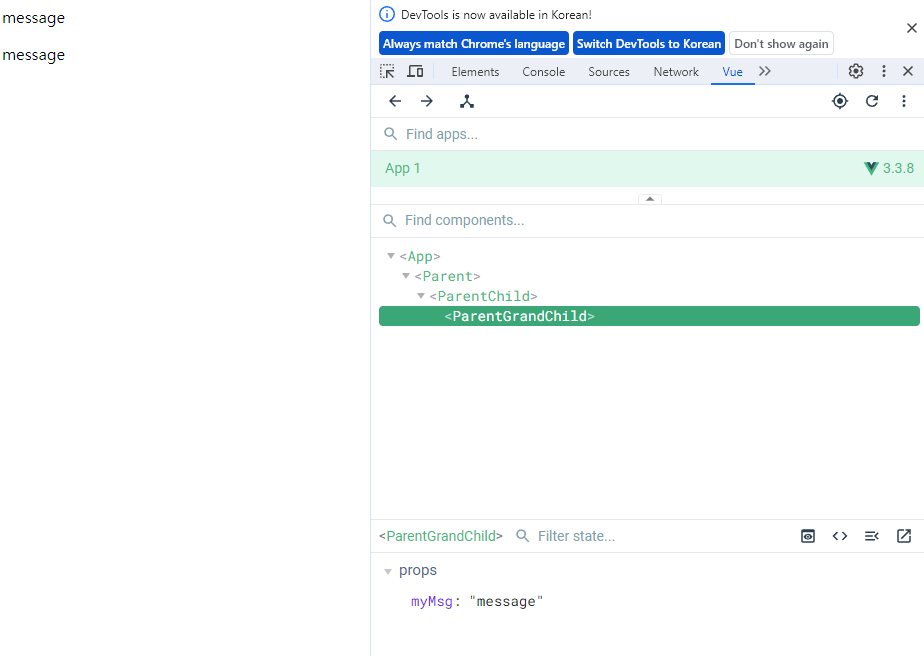 message
message
DevTools is now available in Korean!
Always match Chrome's language Switch DevTools to Korean Don't show again
Elements Console Sources Network Vue
Find apps...
App 1 3.3.8
Find components...
<App>
<Parent>
<ParentChild>
<ParentGrandChild>
<ParentGrandChild> Filter state...
props
myMsg: "message"